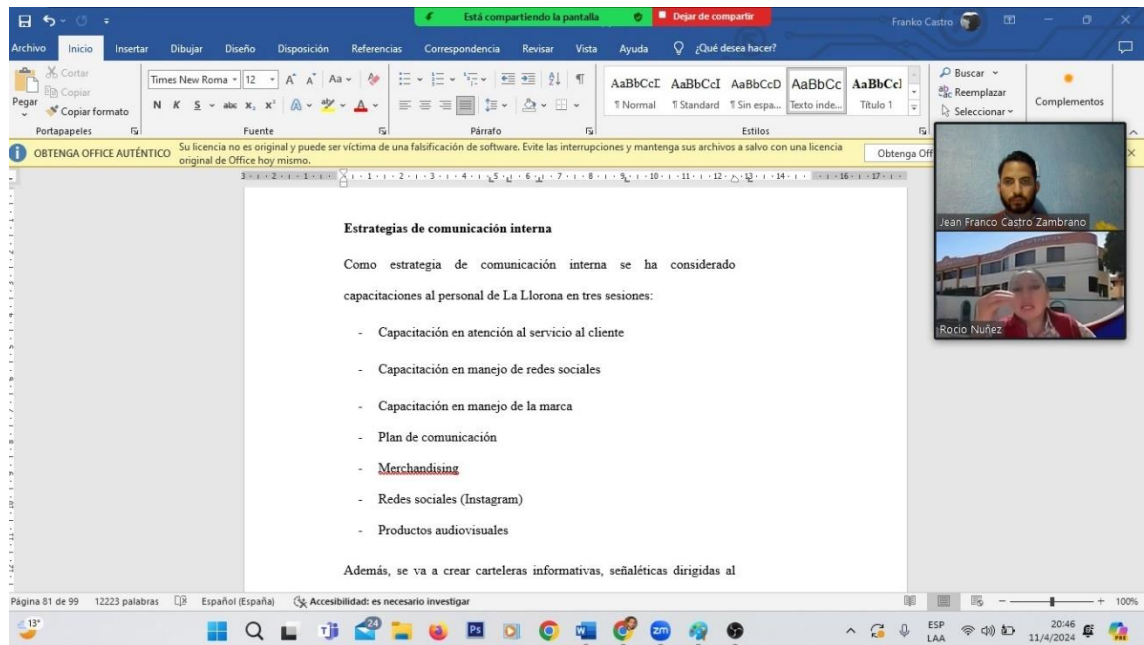 Está compartiendo la pantalla
Dejar de compartir
Franko Castro
Archivo Inicio Insertar Dibujar Diseño Disposición Referencias Correspondencia Revisar Vista Ayuda ¿Qué desea hacer?
Pegar
Cortar
Copiar
Copiar formato
Portapapeles
Times New Roma 12
N K S abc x₂ x² A A
Fuente
Párrafo
AaBbCcI AaBbCcI AaBbCcD AaBbCc AaBbCcl
¶ Normal ¶ Standard ¶ Sin espa... Texto inde... Título 1
Estilos
Buscar
Reemplazar
Seleccionar
Complementos
OBTENGA OFFICE AUTÉNTICO Su licencia no es original y puede ser víctima de una falsificación de software. Evite las interrupciones y mantenga sus archivos a salvo con una licencia
original de Office hoy mismo.
Obtenga Off
Jean Franco Castro Zambrano
Rocio Nuñez
Estrategias de comunicación interna
Como estrategia de comunicación interna se ha considerado
capacitaciones al personal de La Llorona en tres sesiones:
- Capacitación en atención al servicio al cliente
- Capacitación en manejo de redes sociales
- Capacitación en manejo de la marca
- Plan de comunicación
- Merchandising
- Redes sociales (Instagram)
- Productos audiovisuales
Además, se va a crear carteleras informativas, señaléticas dirigidas al
Página 81 de 99 12223 palabras Español (España) Accesibilidad: es necesario investigar 100%
13° 24 Ps zm ESP
LAA
20:46
11/4/2024
PRE